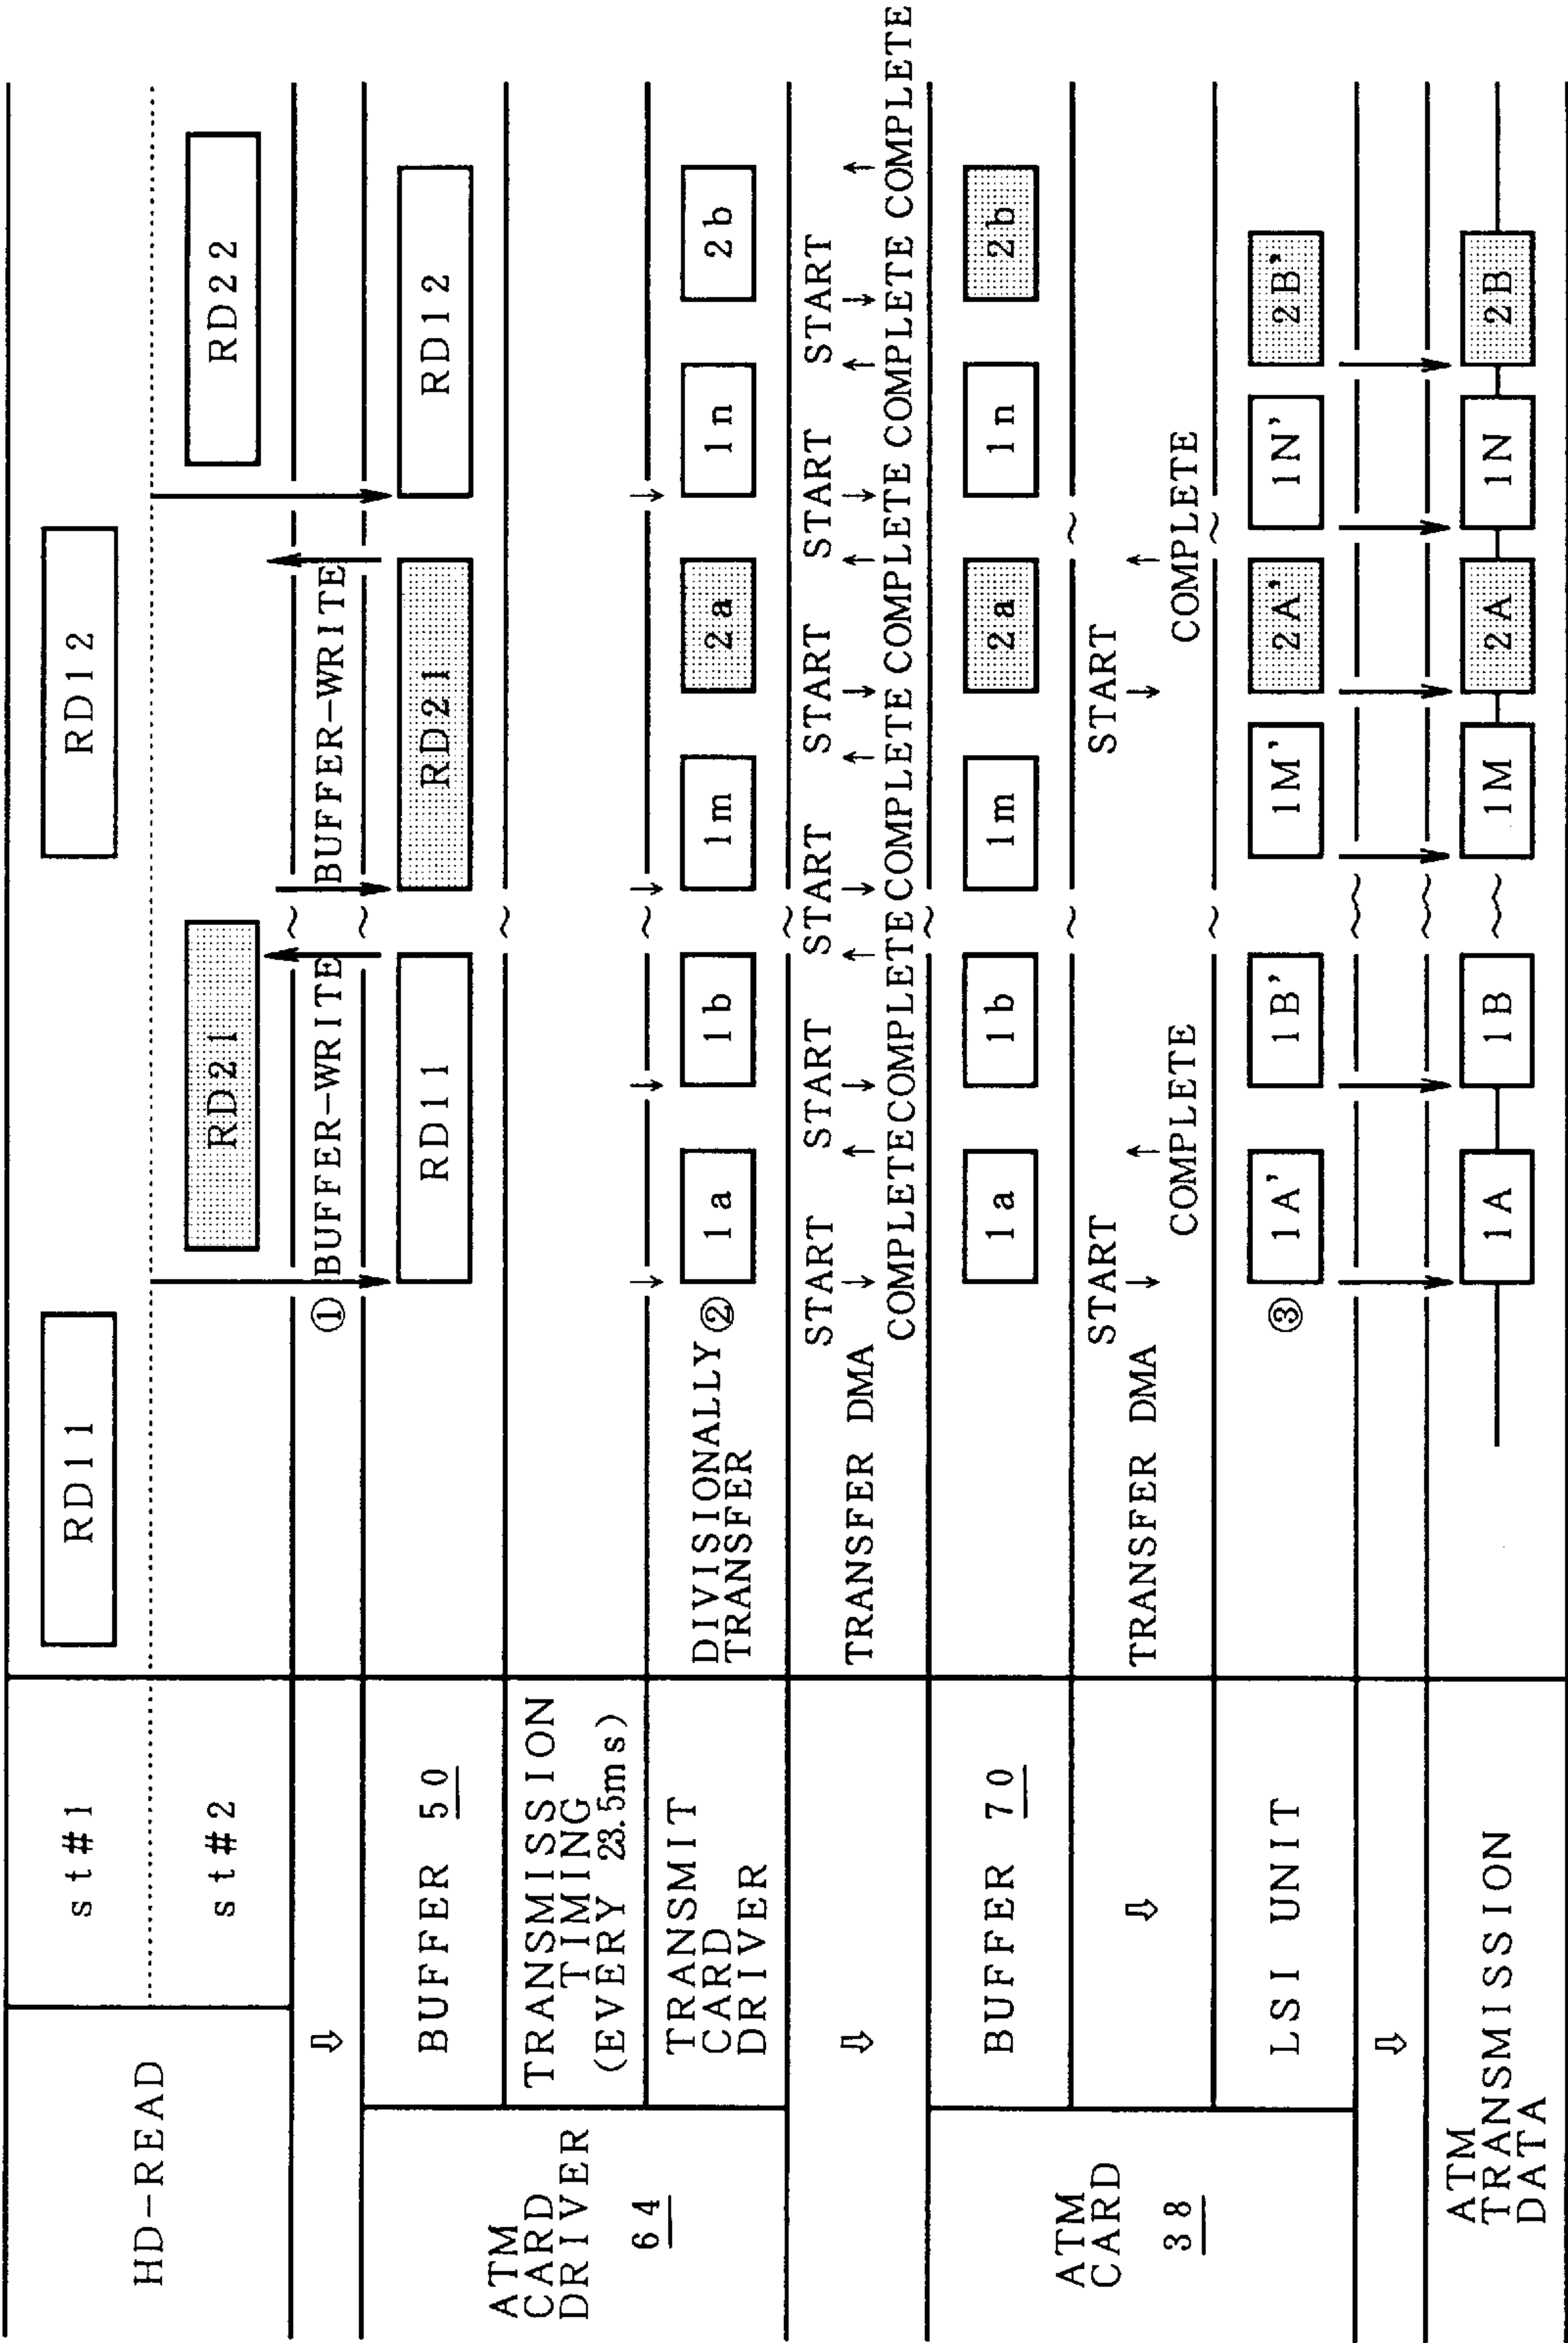 HD-READ
st#1
RD11
RD12
st#2
RD21
RD22
⇩
① BUFFER-WRITE
BUFFER-WRITE
ATM
CARD
DRIVER
64
BUFFER 50
RD11
RD21
RD12
TRANSMISSION
TIMING
(EVERY 23.5ms)
TRANSMIT
CARD
DRIVER
DIVISIONALLY
TRANSFER
②
1a
1b
1m
2a
1n
2b
⇩
TRANSFER DMA
START START START START START START
COMPLETE COMPLETE COMPLETE COMPLETE COMPLETE COMPLETE COMPLETE
ATM
CARD
38
BUFFER 70
1a
1b
1m
2a
1n
2b
⇩
TRANSFER DMA
START
COMPLETE
START
COMPLETE
LSI UNIT
③
1A'
1B'
1M'
2A'
1N'
2B'
⇩
ATM
TRANSMISSION
DATA
1A
1B
1M
2A
1N
2B